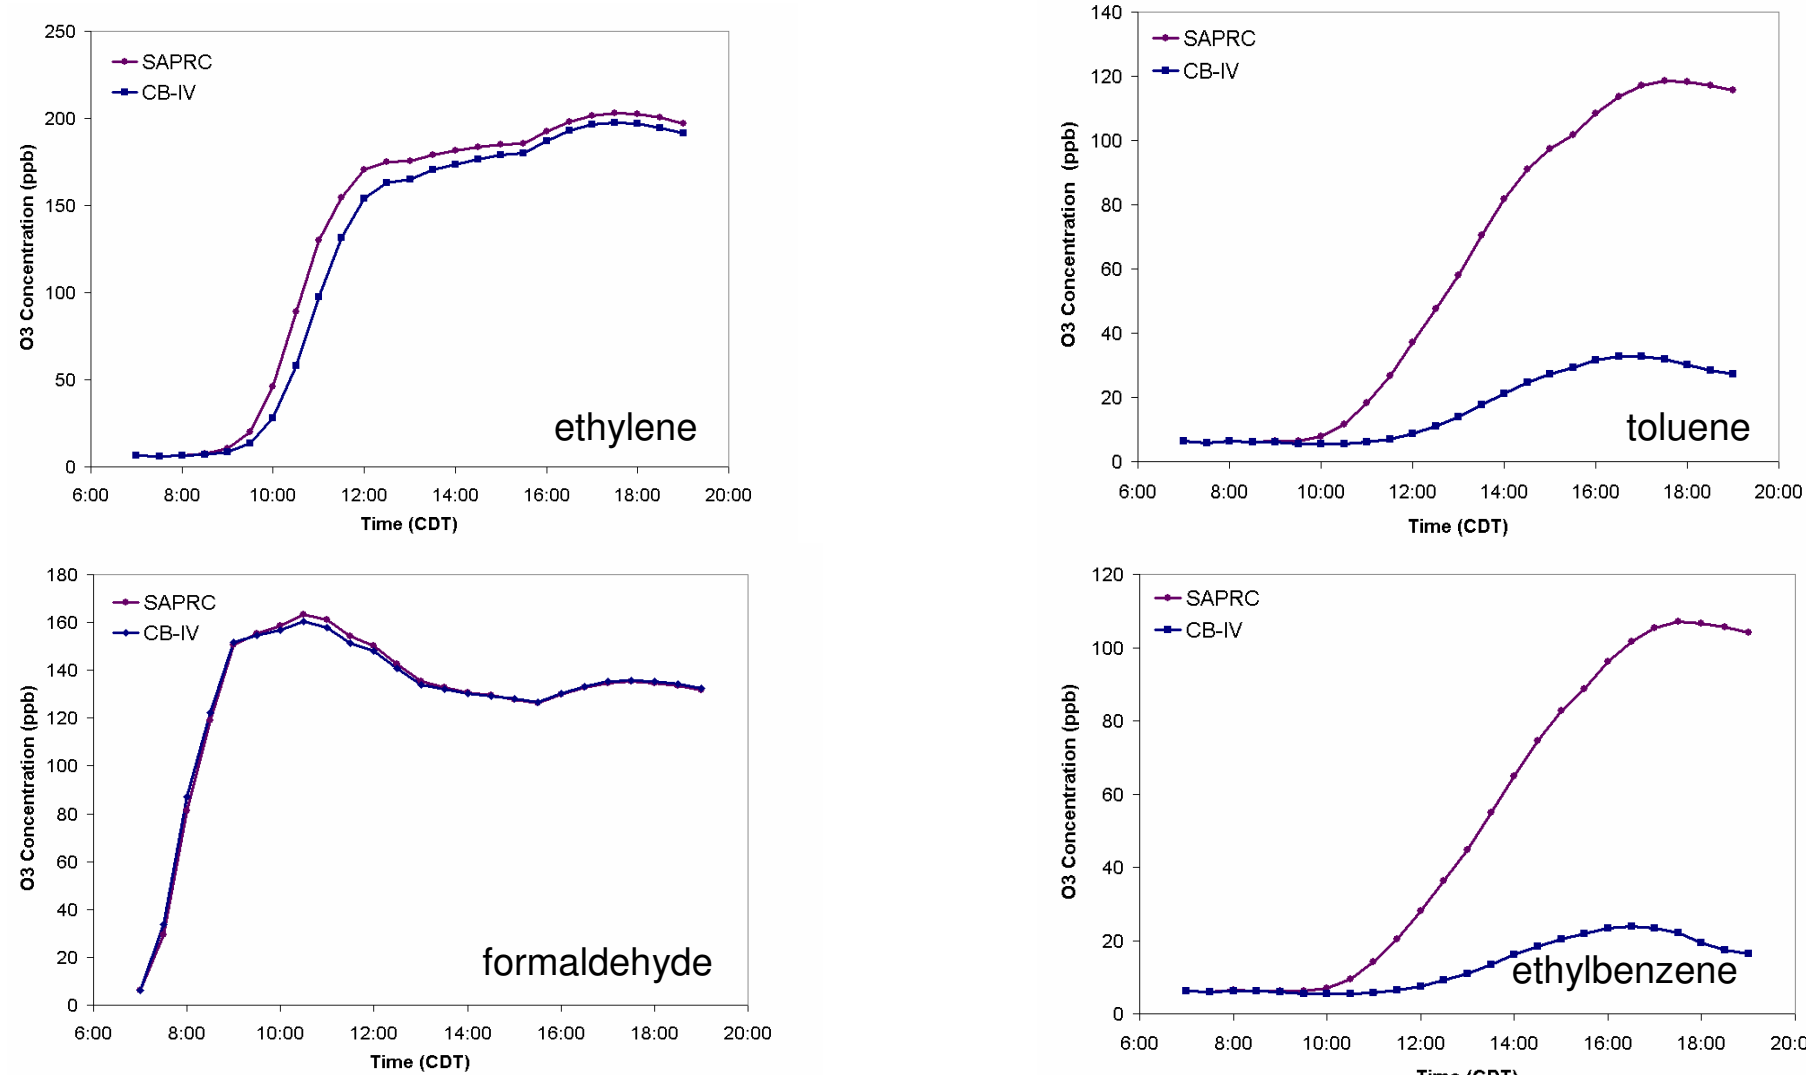 250
200
150
100
50
0
SAPRC
CB-IV
O3 Concentration (ppb)
ethylene
6:00 8:00 10:00 12:00 14:00 16:00 18:00 20:00
Time (CDT)
140
120
100
80
60
40
20
0
SAPRC
CB-IV
O3 Concentration (ppb)
toluene
6:00 8:00 10:00 12:00 14:00 16:00 18:00 20:00
Time (CDT)
180
160
140
120
100
80
60
40
20
0
SAPRC
CB-IV
O3 Concentration (ppb)
formaldehyde
6:00 8:00 10:00 12:00 14:00 16:00 18:00 20:00
Time (CDT)
120
100
80
60
40
20
0
SAPRC
CB-IV
O3 Concentration (ppb)
ethylbenzene
6:00 8:00 10:00 12:00 14:00 16:00 18:00 20:0
Time (CDT)